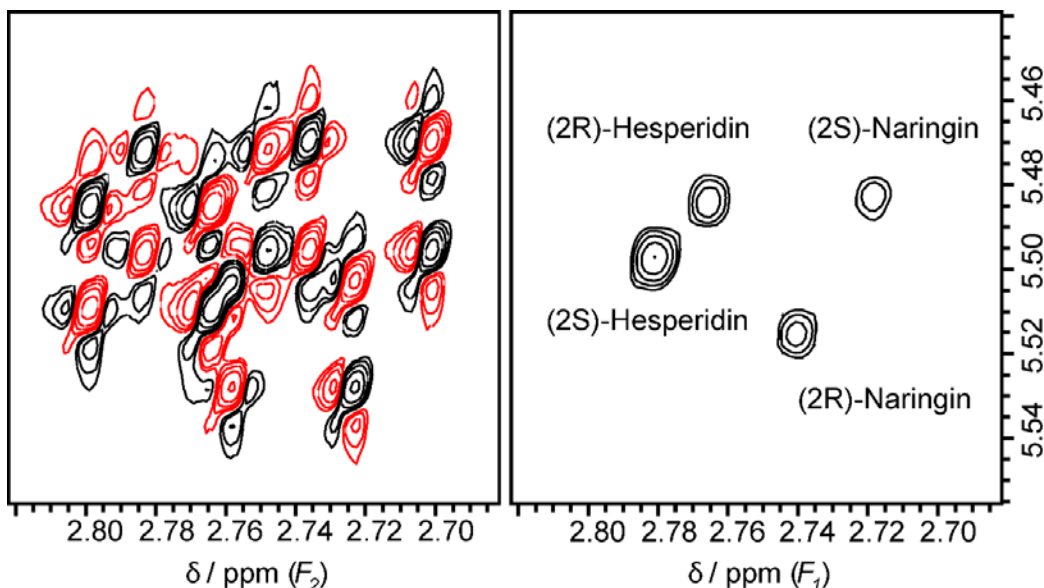 (2R)-Hesperidin
(2S)-Naringin
(2S)-Hesperidin
(2R)-Naringin
5.46
5.48
5.50
5.52
5.54
2.80 2.78 2.76 2.74 2.72 2.70
δ / ppm (F2)
2.80 2.78 2.76 2.74 2.72 2.70
δ / ppm (F1)